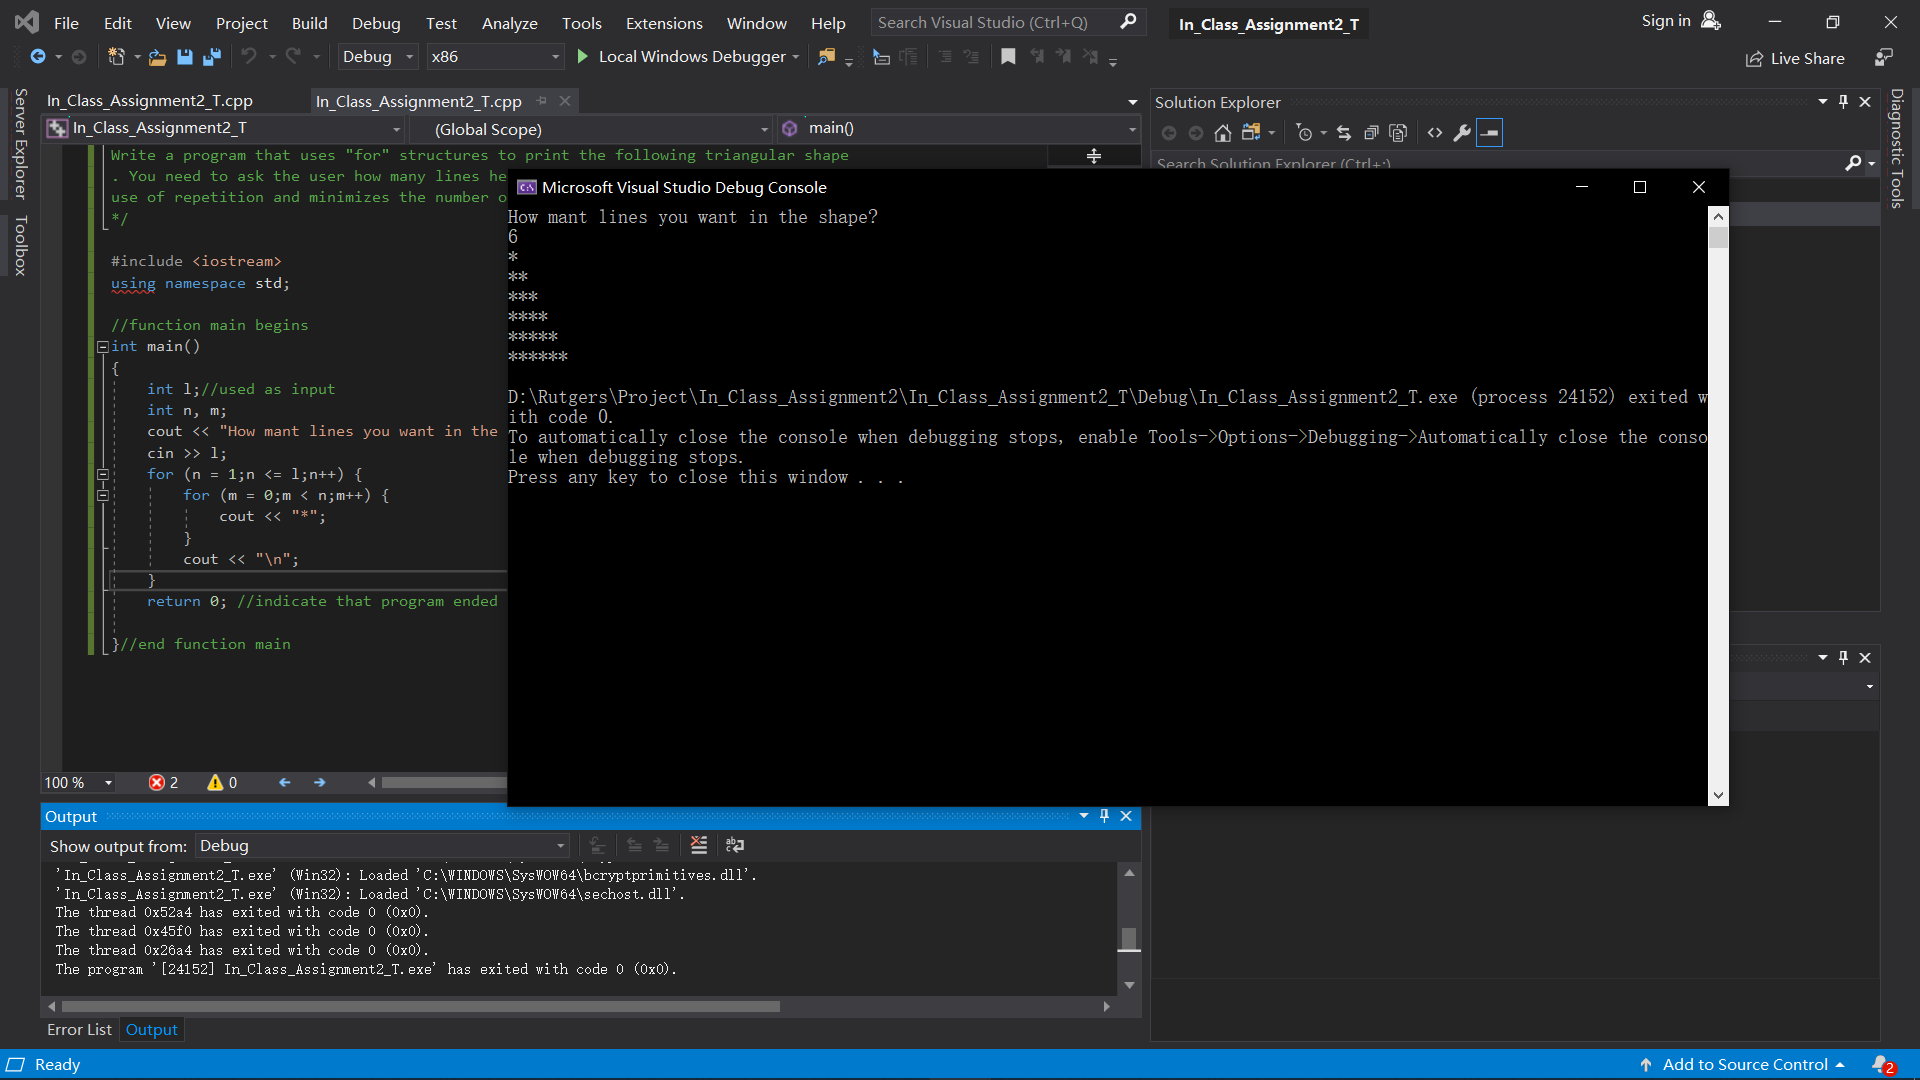 File Edit View Project Build Debug Test Analyze Tools Extensions Window Help Search Visual Studio (Ctrl+Q) In_Class_Assignment2_T Sign in
Debug x86 Local Windows Debugger Live Share
Server Explorer
Toolbox
In_Class_Assignment2_T.cpp In_Class_Assignment2_T.cpp
In_Class_Assignment2_T (Global Scope) main()
Write a program that uses "for" structures to print the following triangular shape
. You need to ask the user how many lines he
use of repetition and minimizes the number o
*/
#include <iostream>
using namespace std;
//function main begins
int main()
{
int l;//used as input
int n, m;
cout << "How mant lines you want in the
cin >> l;
for (n = 1;n <= l;n++) {
for (m = 0;m < n;m++) {
cout << "*";
}
cout << "\n";
}
return 0; //indicate that program ended
}//end function main
100 % 2 0
Microsoft Visual Studio Debug Console
How mant lines you want in the shape?
6
*
**
***
****
*****
******
D:\Rutgers\Project\In_Class_Assignment2\In_Class_Assignment2_T\Debug\In_Class_Assignment2_T.exe (process 24152) exited w
ith code 0.
To automatically close the console when debugging stops, enable Tools->Options->Debugging->Automatically close the conso
le when debugging stops.
Press any key to close this window . . .
Solution Explorer
Search Solution Explorer (Ctrl+;)
Diagnostic Tools
Output
Show output from: Debug
'In_Class_Assignment2_T.exe' (Win32): Loaded 'C:\WINDOWS\SysWOW64\bcryptprimitives.dll'.
'In_Class_Assignment2_T.exe' (Win32): Loaded 'C:\WINDOWS\SysWOW64\sechost.dll'.
The thread 0x52a4 has exited with code 0 (0x0).
The thread 0x45f0 has exited with code 0 (0x0).
The thread 0x26a4 has exited with code 0 (0x0).
The program '[24152] In_Class_Assignment2_T.exe' has exited with code 0 (0x0).
Error List Output
Ready Add to Source Control 2